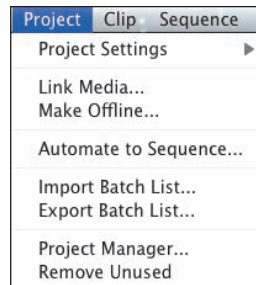 Project Clip Sequence
Project Settings
Link Media...
Make Offline...
Automate to Sequence...
Import Batch List...
Export Batch List...
Project Manager...
Remove Unused